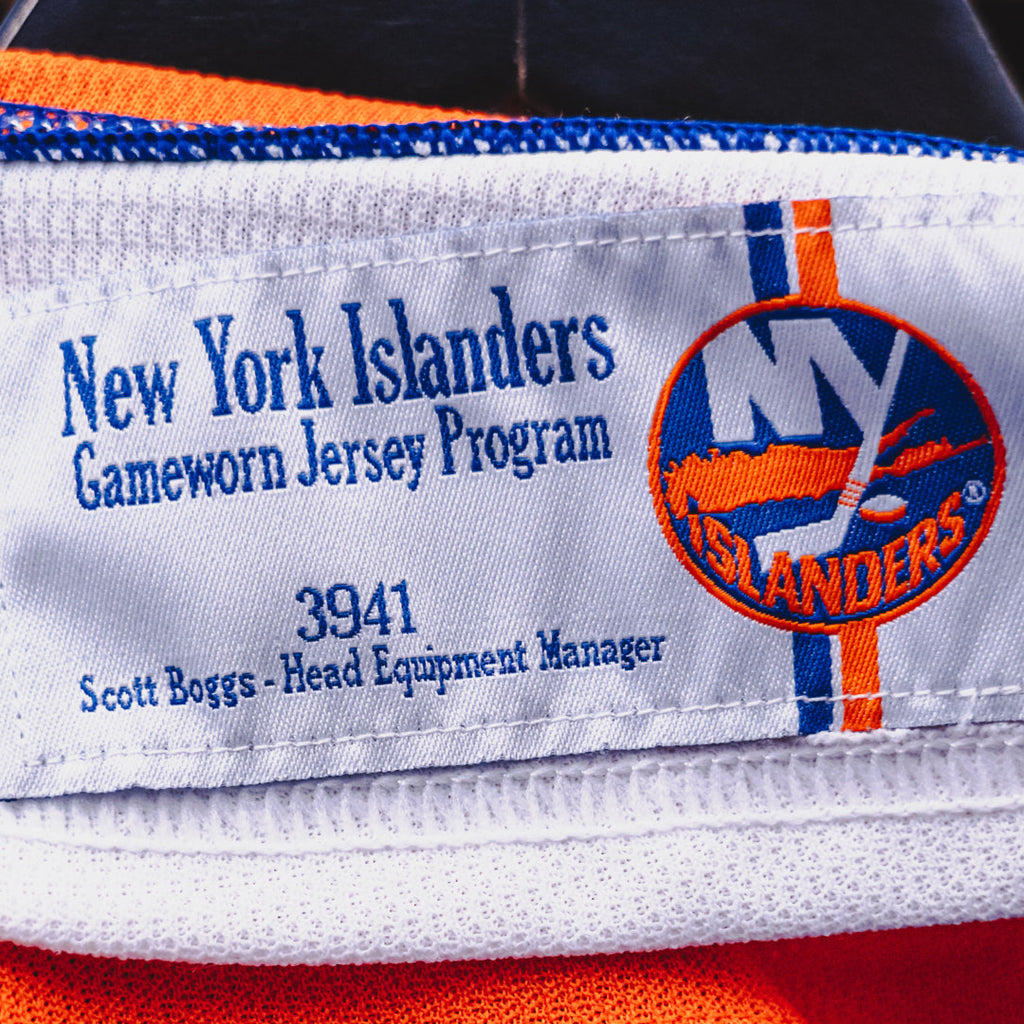 New York Islanders
Gameworn Jersey Program
3941
Scott Boggs - Head Equipment Manager
NY
ISLANDERS®